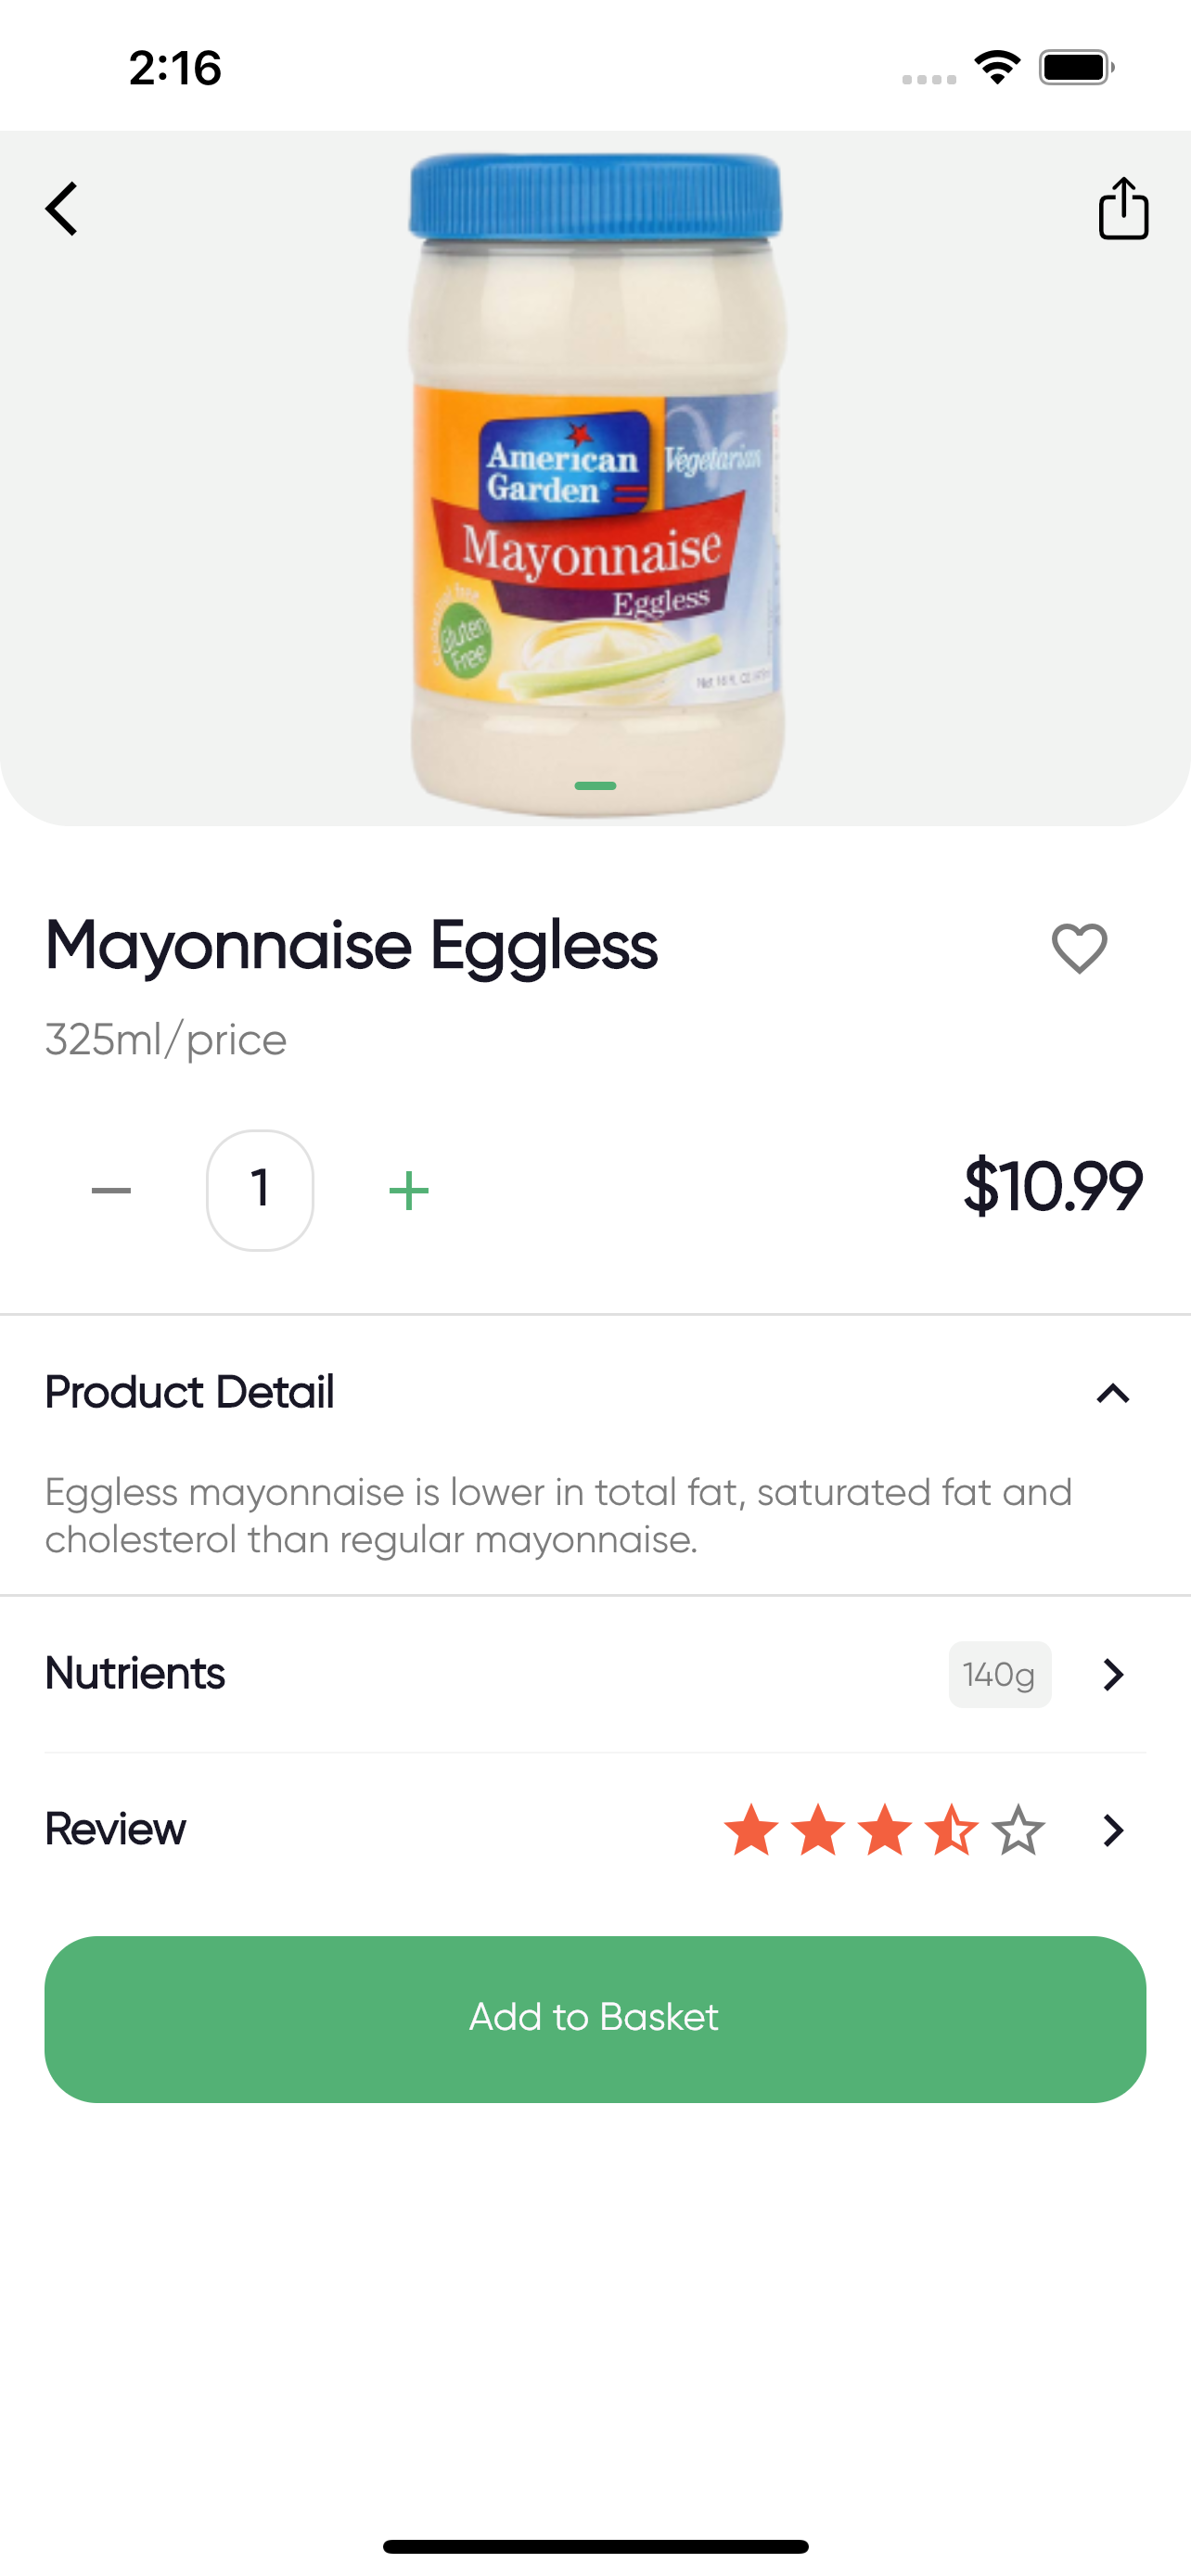 2:16
American
Garden
Vegetarian
Mayonnaise
Eggless
Gluten
Free
Mayonnaise Eggless
325ml/price
1
$10.99
Product Detail
Eggless mayonnaise is lower in total fat, saturated fat and
cholesterol than regular mayonnaise.
Nutrients
140g
Review
Add to Basket